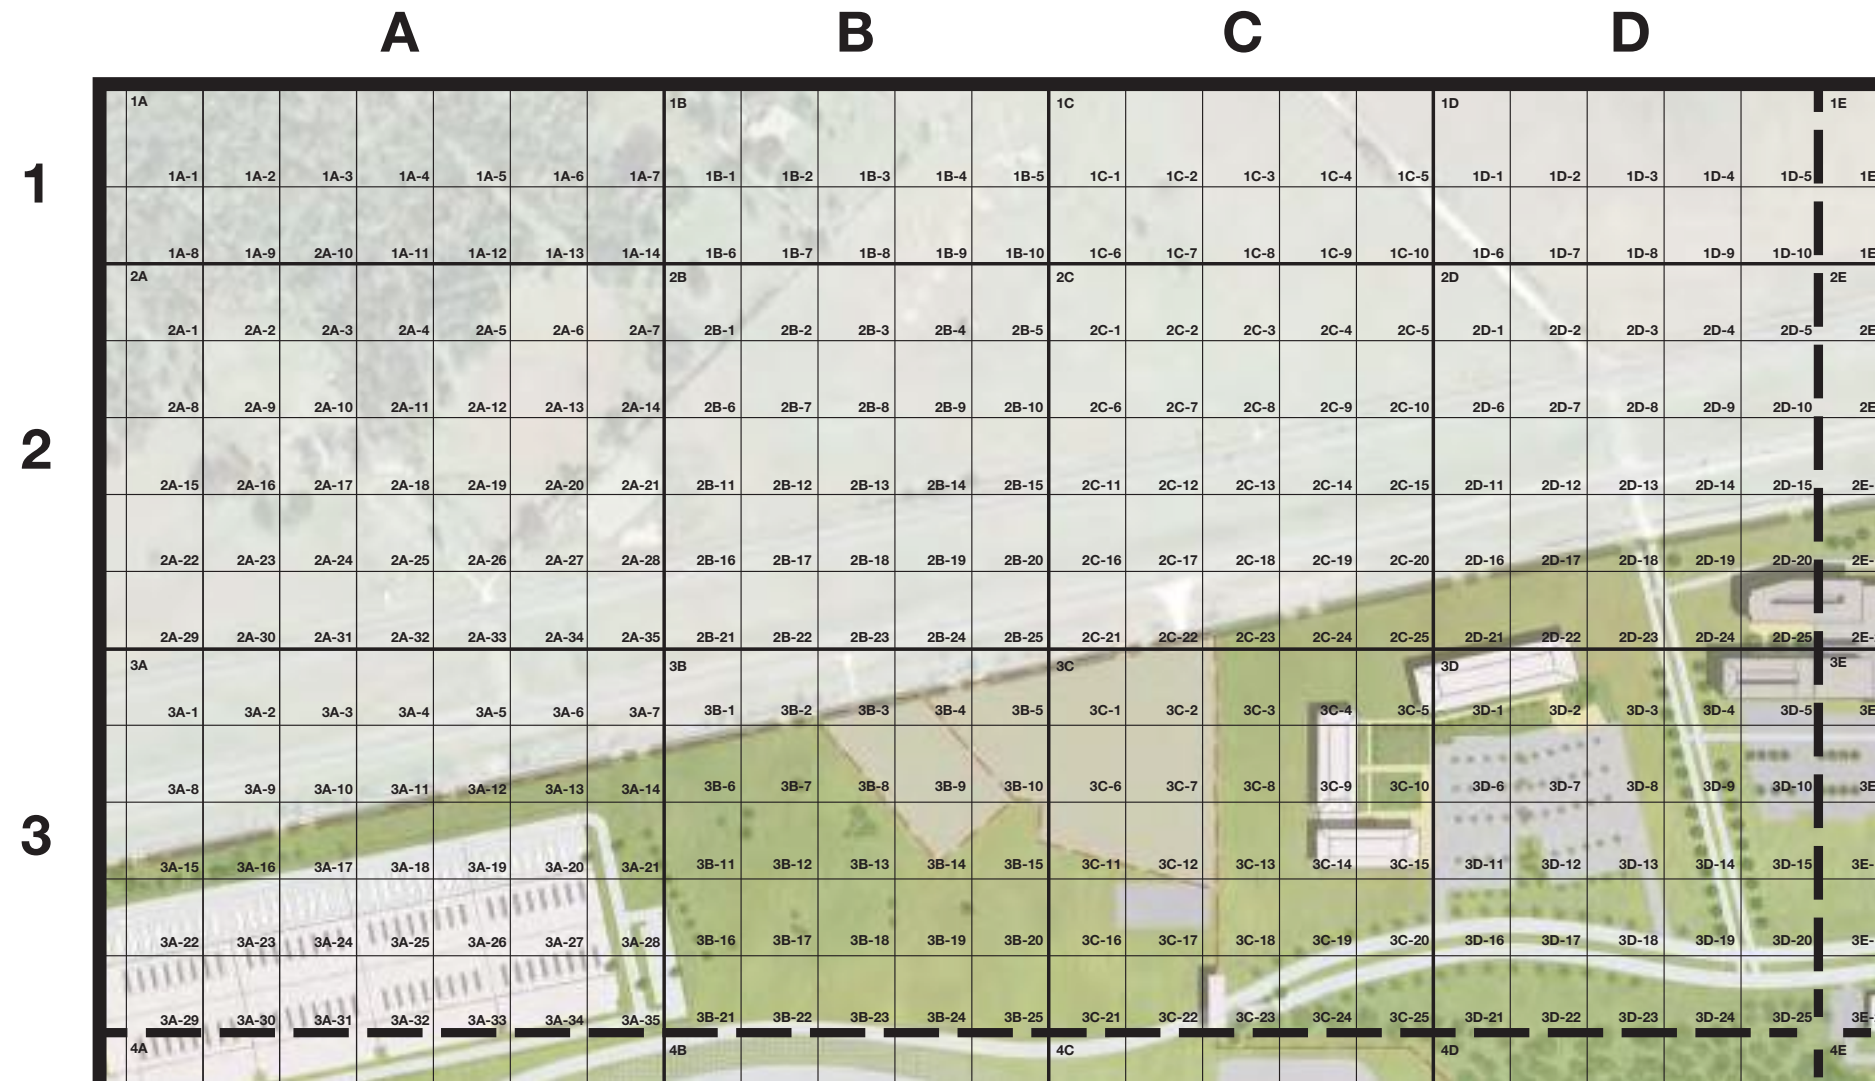 A B C D
1A 1B 1C 1D 1E
1
1A-1 1A-2 1A-3 1A-4 1A-5 1A-6 1A-7 1B-1 1B-2 1B-3 1B-4 1B-5 1C-1 1C-2 1C-3 1C-4 1C-5 1D-1 1D-2 1D-3 1D-4 1D-5 1E
1A-8 1A-9 2A-10 1A-11 1A-12 1A-13 1A-14 1B-6 1B-7 1B-8 1B-9 1B-10 1C-6 1C-7 1C-8 1C-9 1C-10 1D-6 1D-7 1D-8 1D-9 1D-10 1E
2A 2B 2C 2D 2E
2A-1 2A-2 2A-3 2A-4 2A-5 2A-6 2A-7 2B-1 2B-2 2B-3 2B-4 2B-5 2C-1 2C-2 2C-3 2C-4 2C-5 2D-1 2D-2 2D-3 2D-4 2D-5 2E
2A-8 2A-9 2A-10 2A-11 2A-12 2A-13 2A-14 2B-6 2B-7 2B-8 2B-9 2B-10 2C-6 2C-7 2C-8 2C-9 2C-10 2D-6 2D-7 2D-8 2D-9 2D-10 2E
2
2A-15 2A-16 2A-17 2A-18 2A-19 2A-20 2A-21 2B-11 2B-12 2B-13 2B-14 2B-15 2C-11 2C-12 2C-13 2C-14 2C-15 2D-11 2D-12 2D-13 2D-14 2D-15 2E-
2A-22 2A-23 2A-24 2A-25 2A-26 2A-27 2A-28 2B-16 2B-17 2B-18 2B-19 2B-20 2C-16 2C-17 2C-18 2C-19 2C-20 2D-16 2D-17 2D-18 2D-19 2D-20 2E-
2A-29 2A-30 2A-31 2A-32 2A-33 2A-34 2A-35 2B-21 2B-22 2B-23 2B-24 2B-25 2C-21 2C-22 2C-23 2C-24 2C-25 2D-21 2D-22 2D-23 2D-24 2D-25 2E-
3A 3B 3C 3D 3E
3A-1 3A-2 3A-3 3A-4 3A-5 3A-6 3A-7 3B-1 3B-2 3B-3 3B-4 3B-5 3C-1 3C-2 3C-3 3C-4 3C-5 3D-1 3D-2 3D-3 3D-4 3D-5 3E
3A-8 3A-9 3A-10 3A-11 3A-12 3A-13 3A-14 3B-6 3B-7 3B-8 3B-9 3B-10 3C-6 3C-7 3C-8 3C-9 3C-10 3D-6 3D-7 3D-8 3D-9 3D-10 3E
3
3A-15 3A-16 3A-17 3A-18 3A-19 3A-20 3A-21 3B-11 3B-12 3B-13 3B-14 3B-15 3C-11 3C-12 3C-13 3C-14 3C-15 3D-11 3D-12 3D-13 3D-14 3D-15 3E-
3A-22 3A-23 3A-24 3A-25 3A-26 3A-27 3A-28 3B-16 3B-17 3B-18 3B-19 3B-20 3C-16 3C-17 3C-18 3C-19 3C-20 3D-16 3D-17 3D-18 3D-19 3D-20 3E-
3A-29 3A-30 3A-31 3A-32 3A-33 3A-34 3A-35 3B-21 3B-22 3B-23 3B-24 3B-25 3C-21 3C-22 3C-23 3C-24 3C-25 3D-21 3D-22 3D-23 3D-24 3D-25 3E-
4A 4B 4C 4D 4E